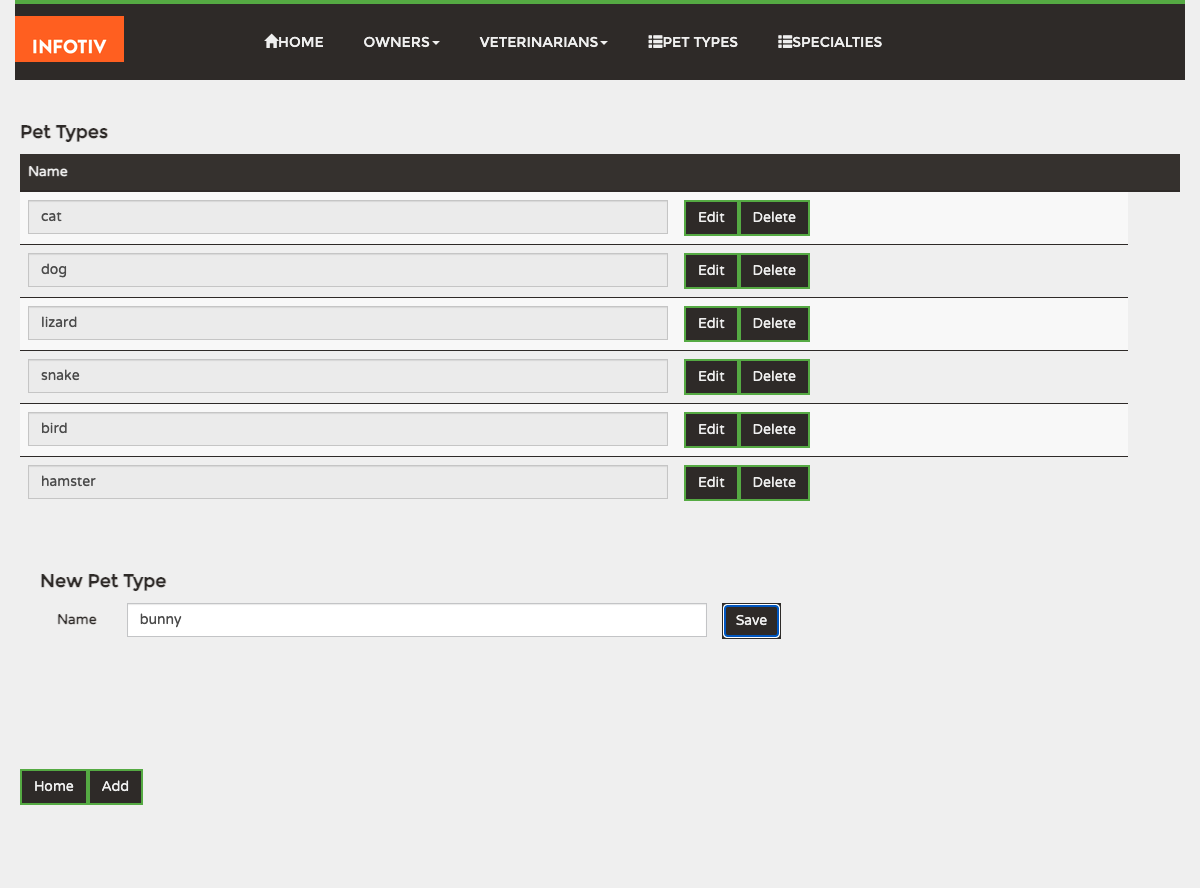 INFOTIV HOME OWNERS VETERINARIANS PET TYPES SPECIALTIES
Pet Types
Name
cat Edit Delete
dog Edit Delete
lizard Edit Delete
snake Edit Delete
bird Edit Delete
hamster Edit Delete
New Pet Type
Name bunny Save
Home Add